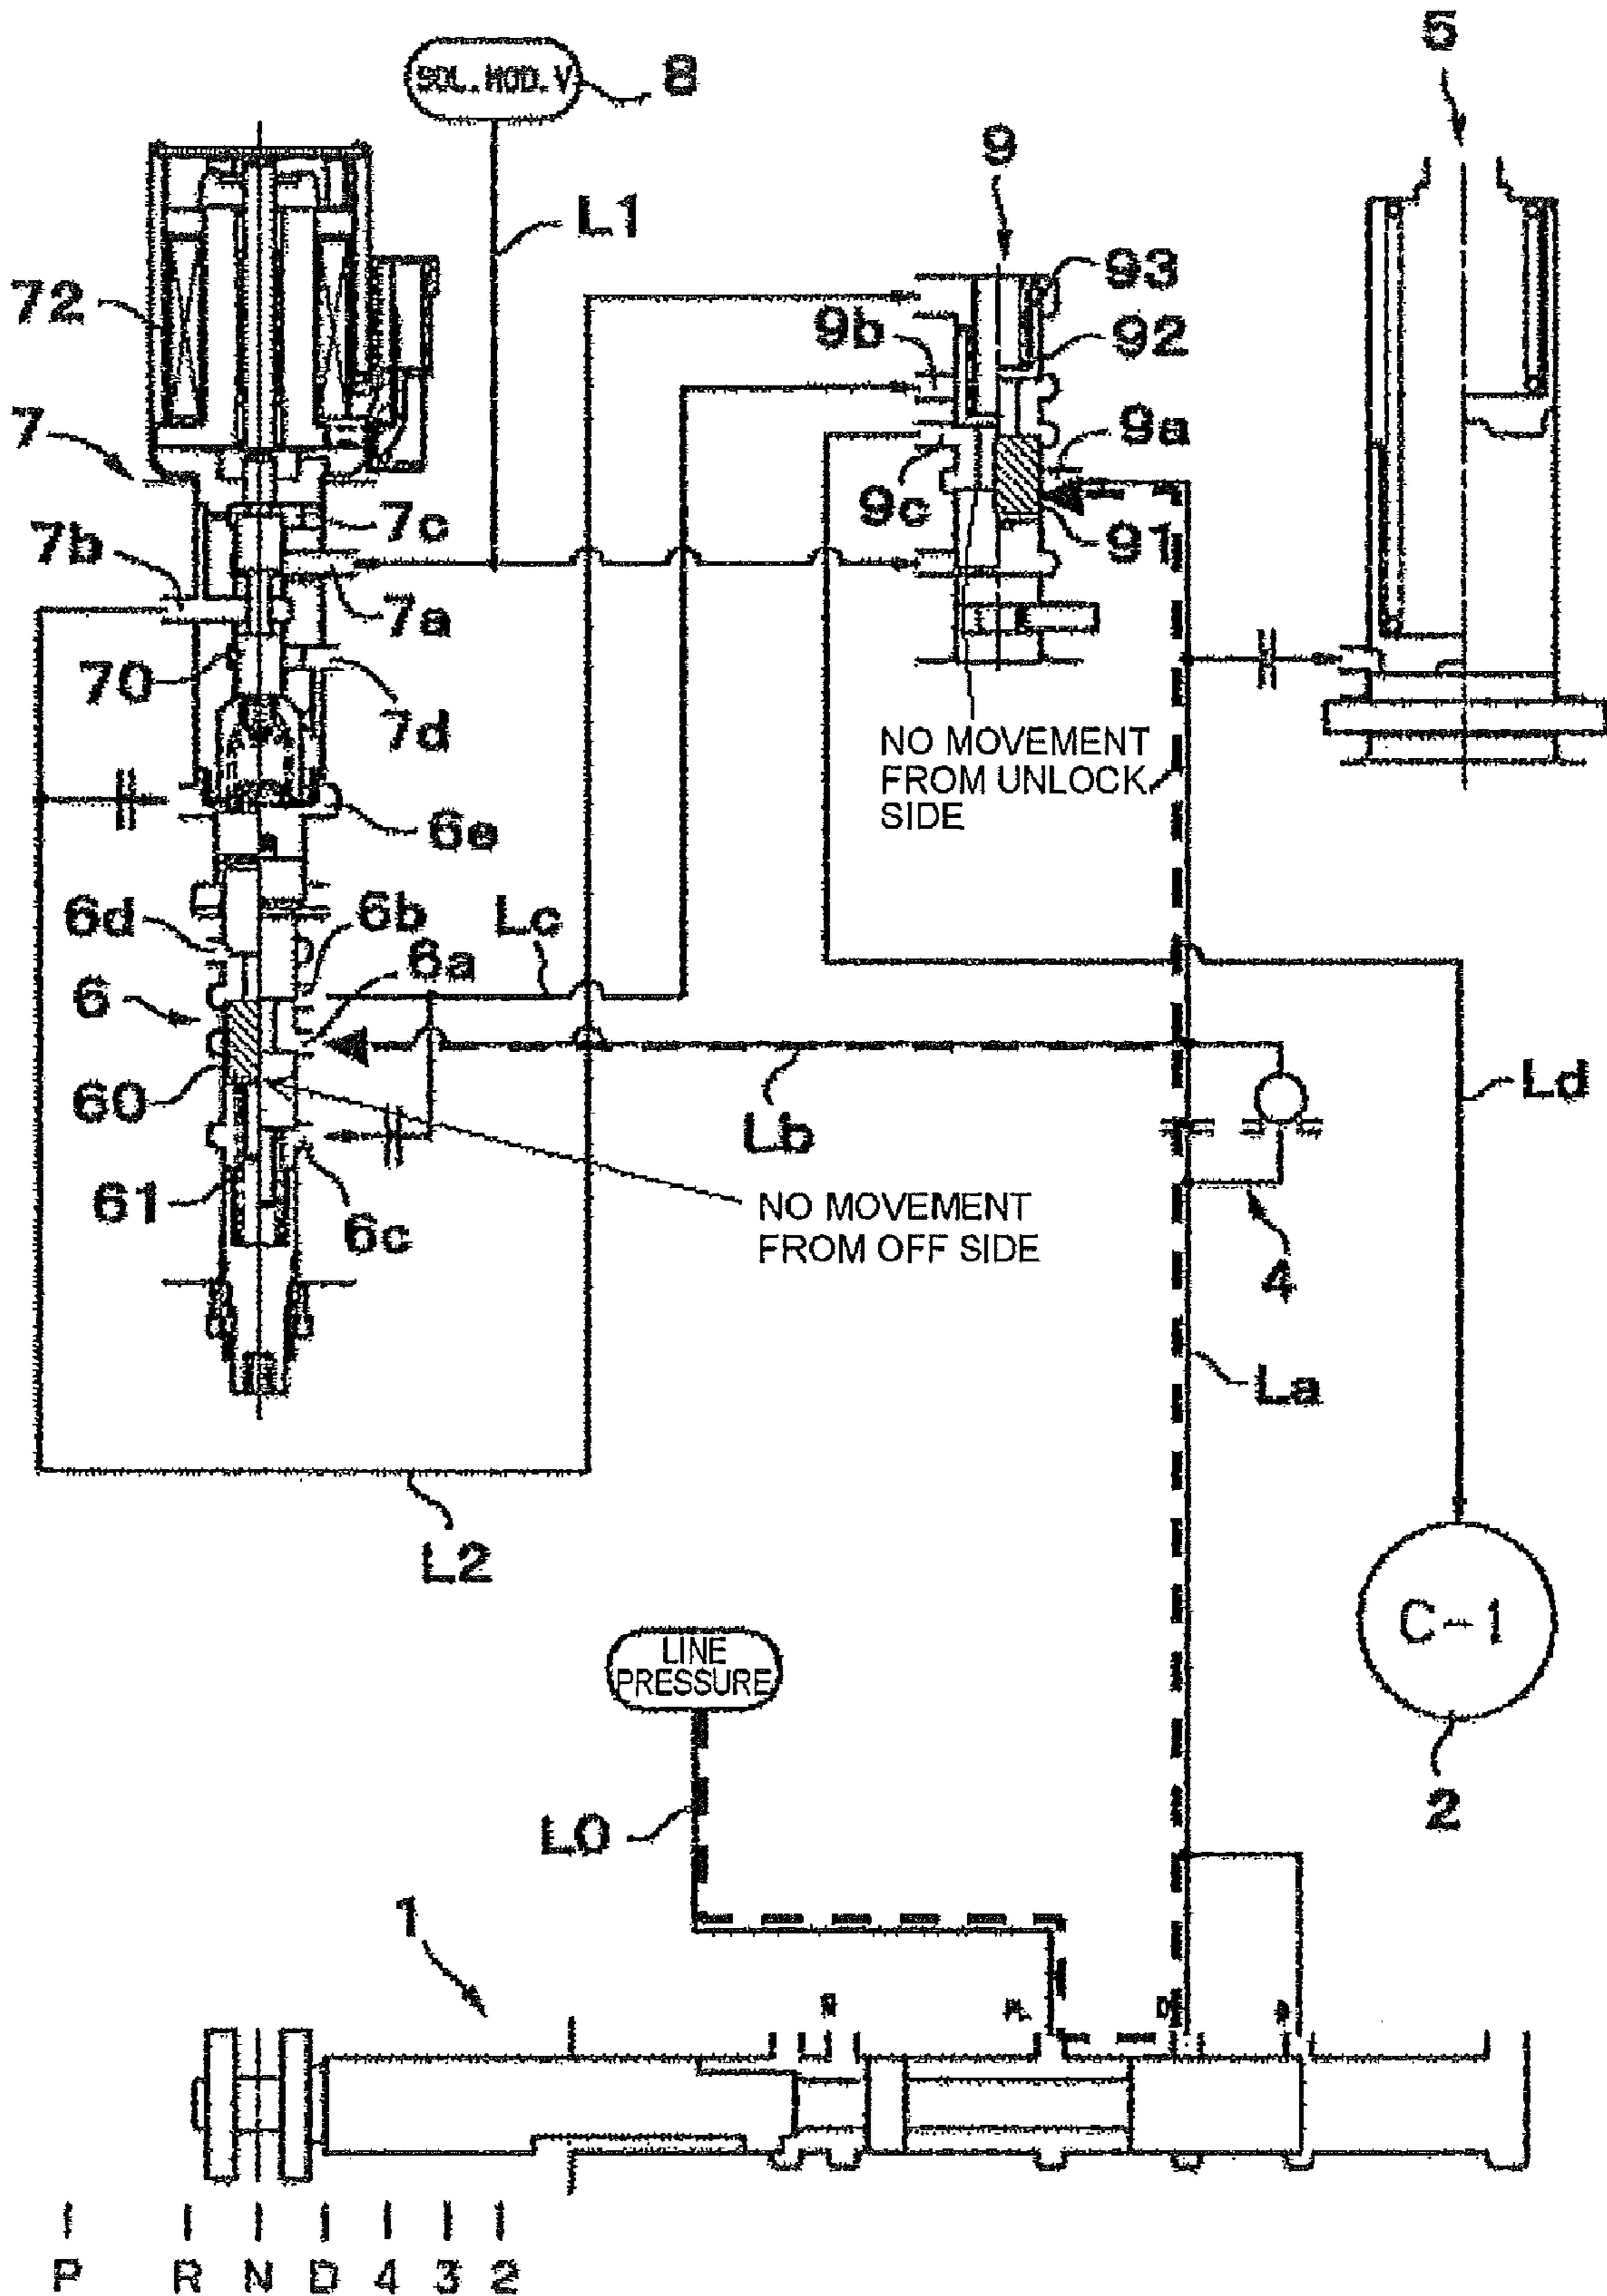 5
SOL.MOD.V
8
9
L1
93
72
9b
92
7
9a
7c
9c
91
7b
7a
70
7d
NO MOVEMENT
FROM UNLOCK
SIDE
6e
6d
6b
Lc
6a
6
60
Lb
Ld
61
6c
NO MOVEMENT
FROM OFF SIDE
4
La
L2
C-1
LINE
PRESSURE
2
L0
1
D
P R N D 4 3 2